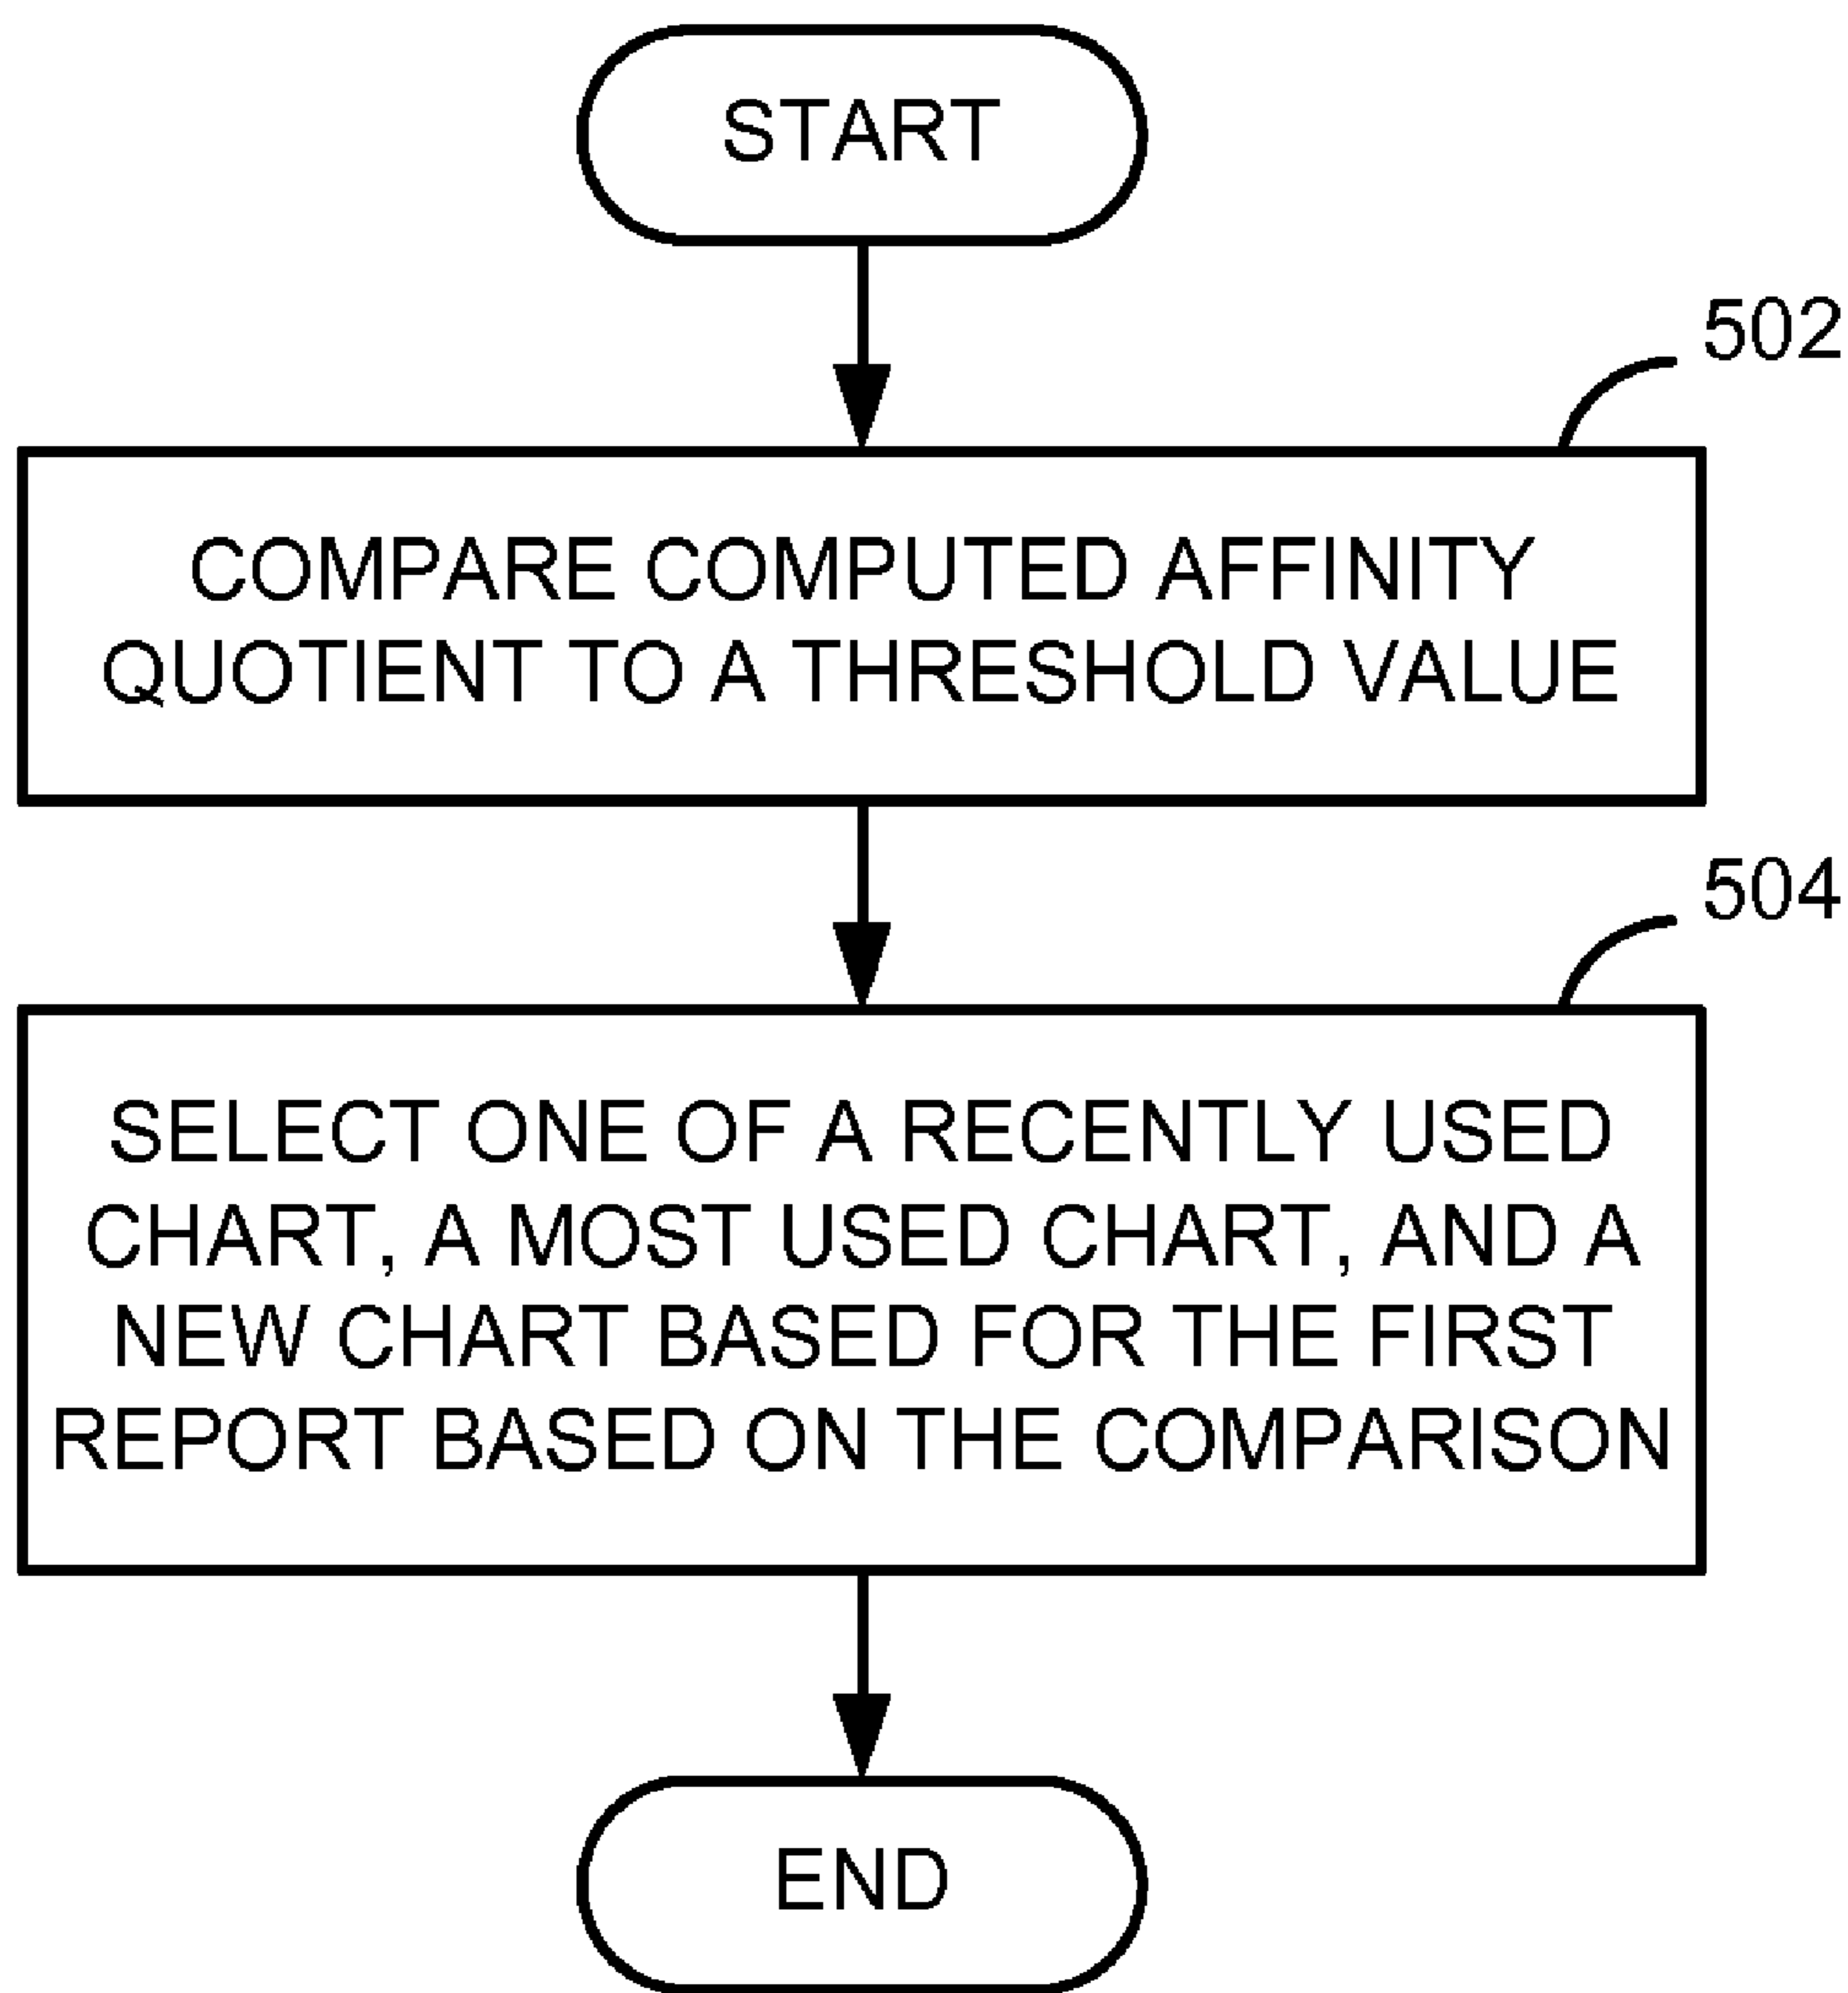 START
502
COMPARE COMPUTED AFFINITY
QUOTIENT TO A THRESHOLD VALUE
504
SELECT ONE OF A RECENTLY USED
CHART, A MOST USED CHART, AND A
NEW CHART BASED FOR THE FIRST
REPORT BASED ON THE COMPARISON
END